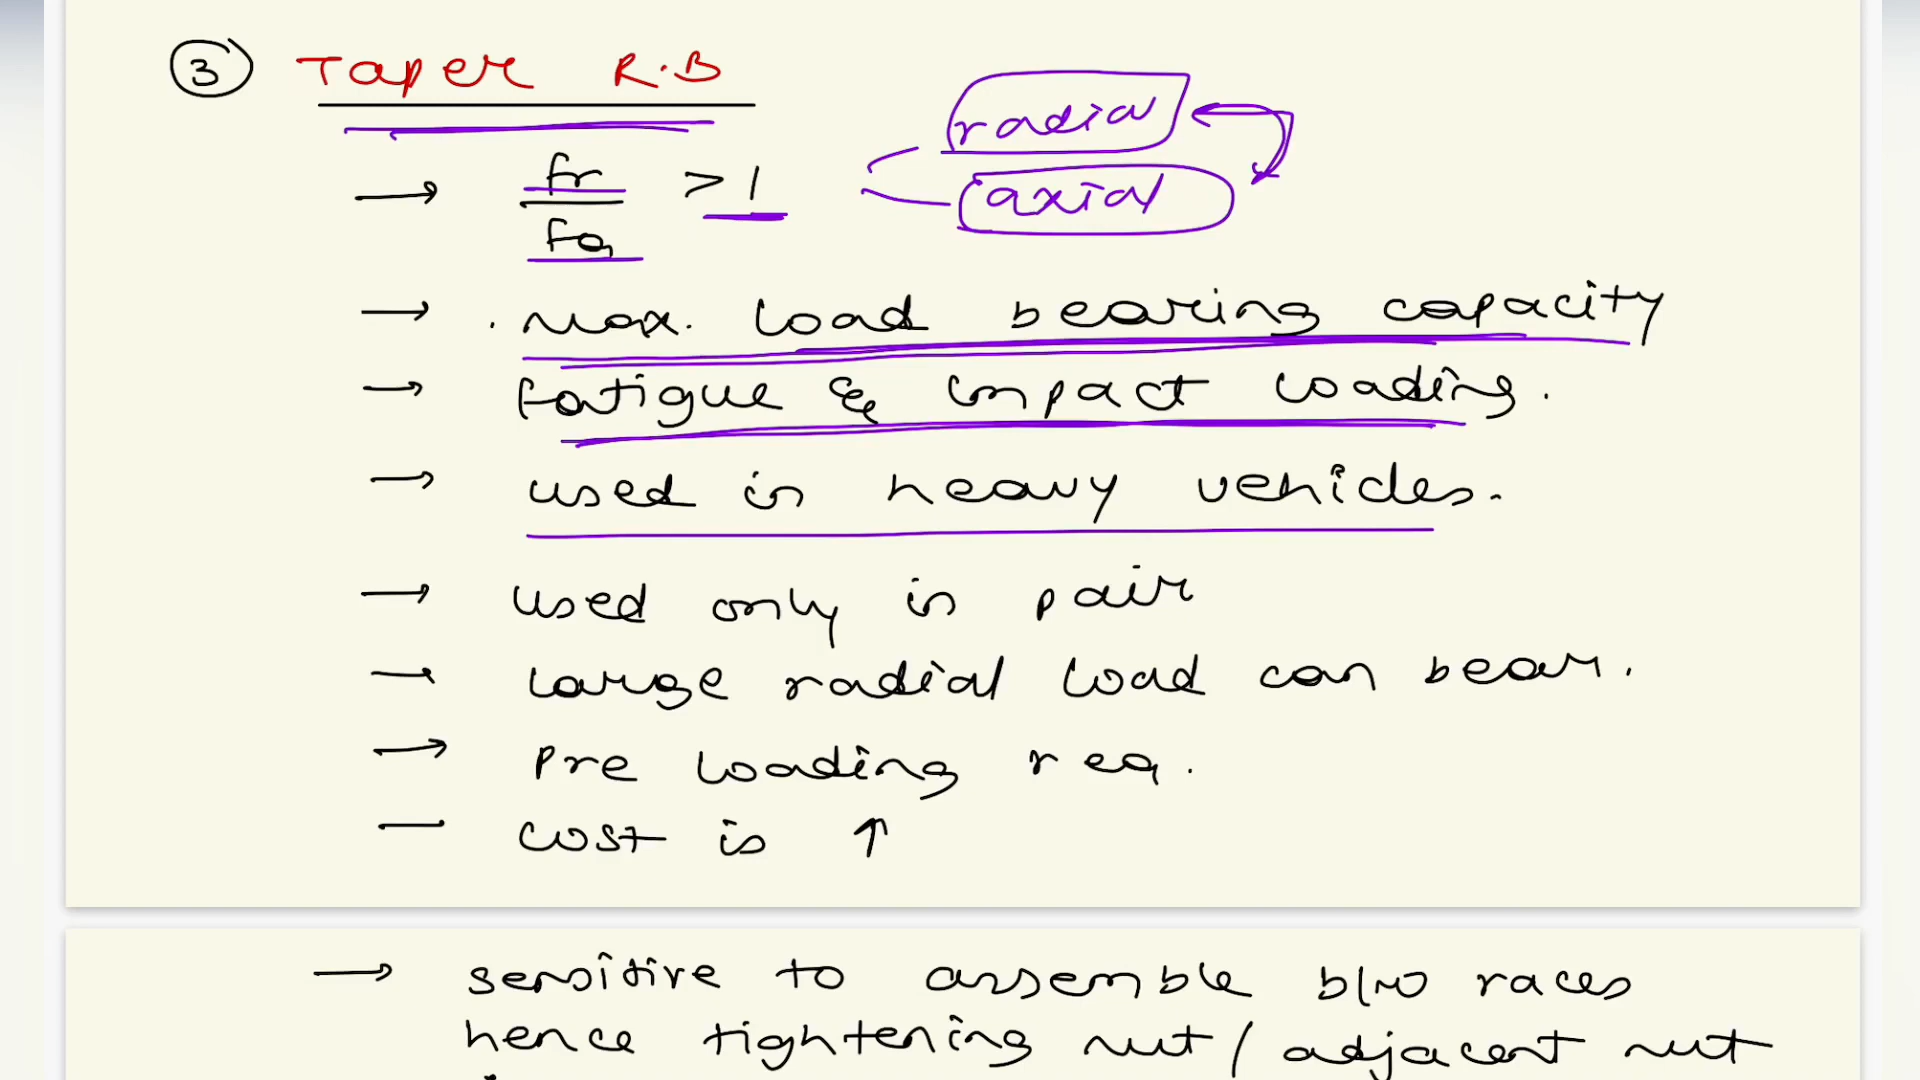 3 Taper R.B
radial
→ fr/fa > 1
axial
→ . Max. Load bearing capacity
→ fatigue & Impact Loading.
→ used in heavy vehicles.
→ used only in pair
→ Large radial Load can bear.
→ Pre Loading req.
— cost is ↑
→ sensitive to assemble b/w races
hence tightening nut / adjacent nut